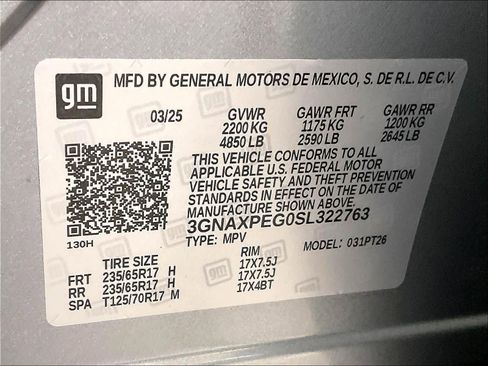 gm MFD BY GENERAL MOTORS DE MEXICO, S. DE R.L. DE C.V.
03/25 GVWR GAWR FRT GAWR RR
2200 KG 1175 KG 1200 KG
4850 LB 2590 LB 2645 LB
THIS VEHICLE CONFORMS TO ALL
APPLICABLE U.S. FEDERAL MOTOR
VEHICLE SAFETY AND THEFT PREVENTION
STANDARDS IN EFFECT ON THE DATE OF
MANUFACTURE SHOWN ABOVE.
3GNAXPEG0SL322763
130H TYPE: MPV MODEL: 031PT26
TIRE SIZE RIM
FRT 235/65R17 H 17X7.5J
RR 235/65R17 H 17X7.5J
SPA T125/70R17 M 17X4BT